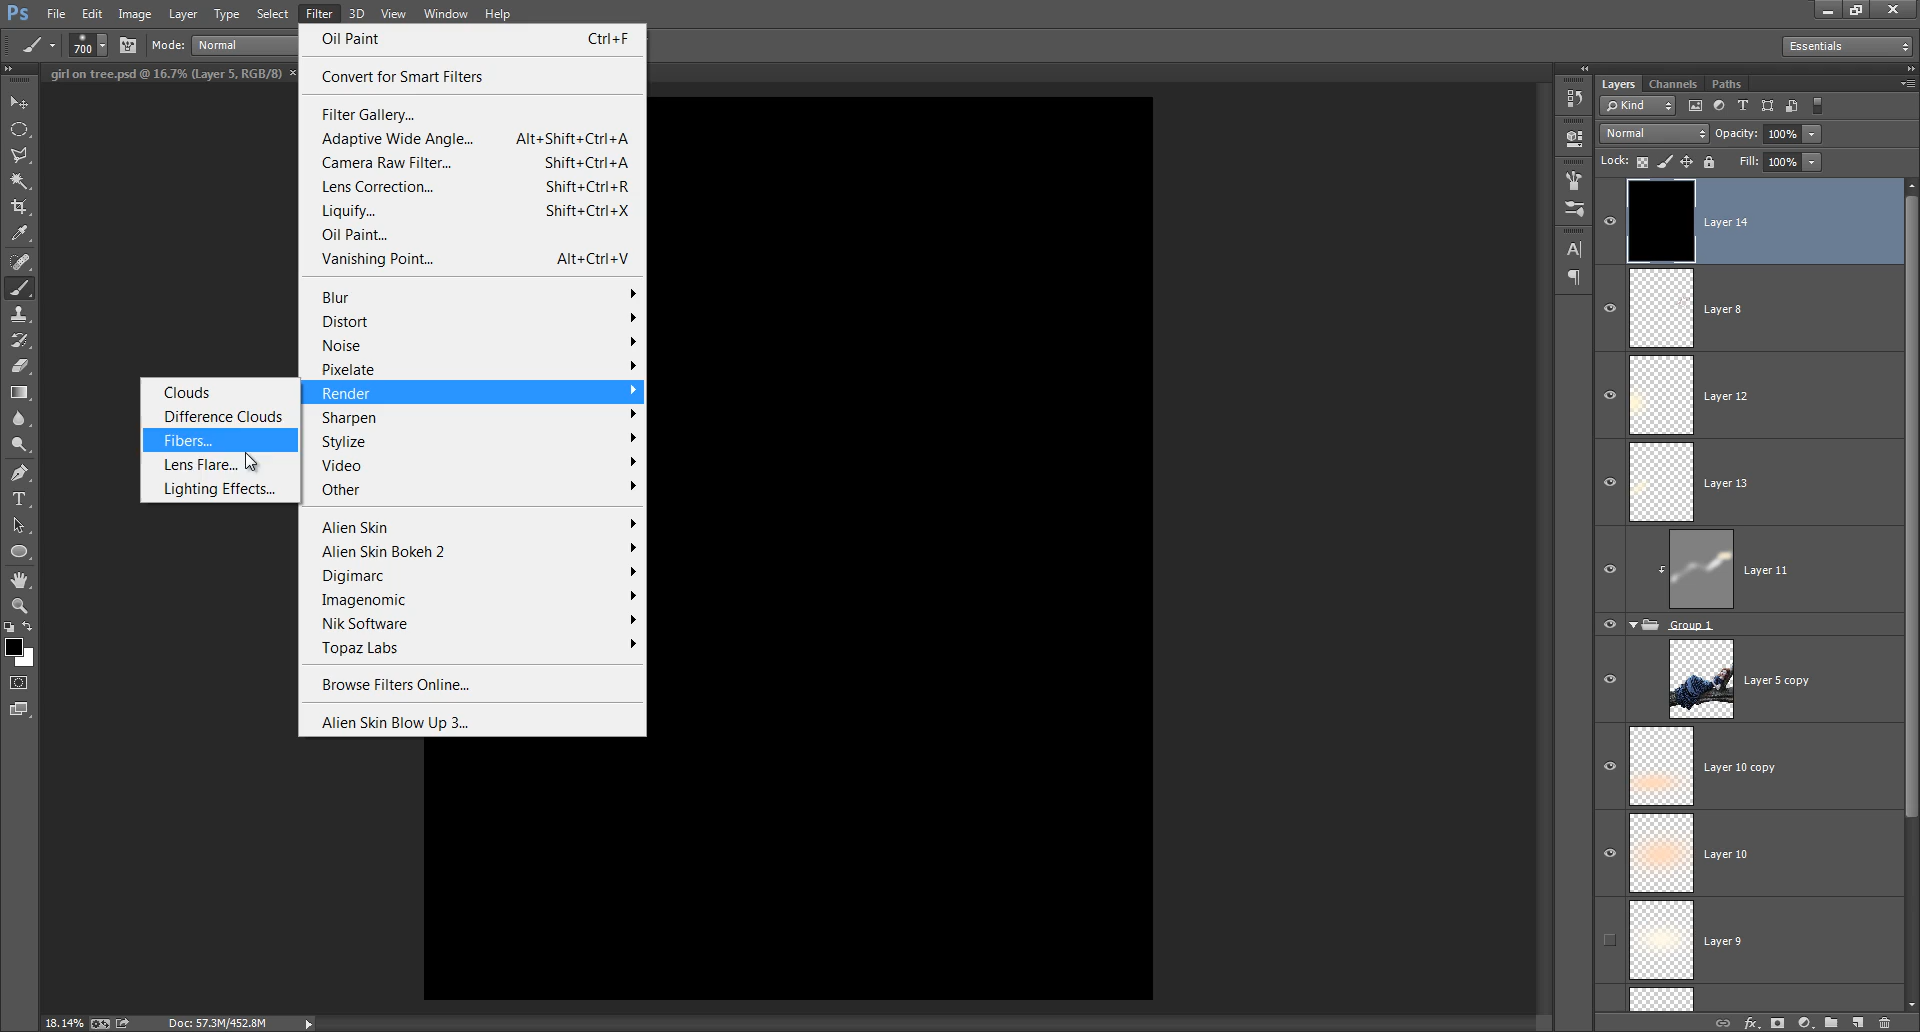 Ps File Edit Image Layer Type Select Filter 3D View Window Help
700 Mode: Normal Essentials
girl on tree.psd @ 16.7% (Layer 5, RGB/8) ×
Oil Paint Ctrl+F
Convert for Smart Filters
Filter Gallery...
Adaptive Wide Angle... Alt+Shift+Ctrl+A
Camera Raw Filter... Shift+Ctrl+A
Lens Correction... Shift+Ctrl+R
Liquify... Shift+Ctrl+X
Oil Paint...
Vanishing Point... Alt+Ctrl+V
Blur
Distort
Noise
Pixelate
Render
Sharpen
Stylize
Video
Other
Alien Skin
Alien Skin Bokeh 2
Digimarc
Imagenomic
Nik Software
Topaz Labs
Browse Filters Online...
Alien Skin Blow Up 3...
Clouds
Difference Clouds
Fibers...
Lens Flare...
Lighting Effects...
Layers Channels Paths
Kind
Normal Opacity: 100%
Lock: Fill: 100%
Layer 14
Layer 8
Layer 12
Layer 13
Layer 11
Group 1
Layer 5 copy
Layer 10 copy
Layer 10
Layer 9
18.14% Doc: 57.3M/452.8M